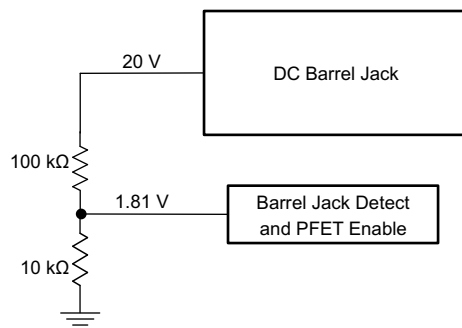 20 V
DC Barrel Jack
100 kΩ
1.81 V
Barrel Jack Detect
and PFET Enable
10 kΩ